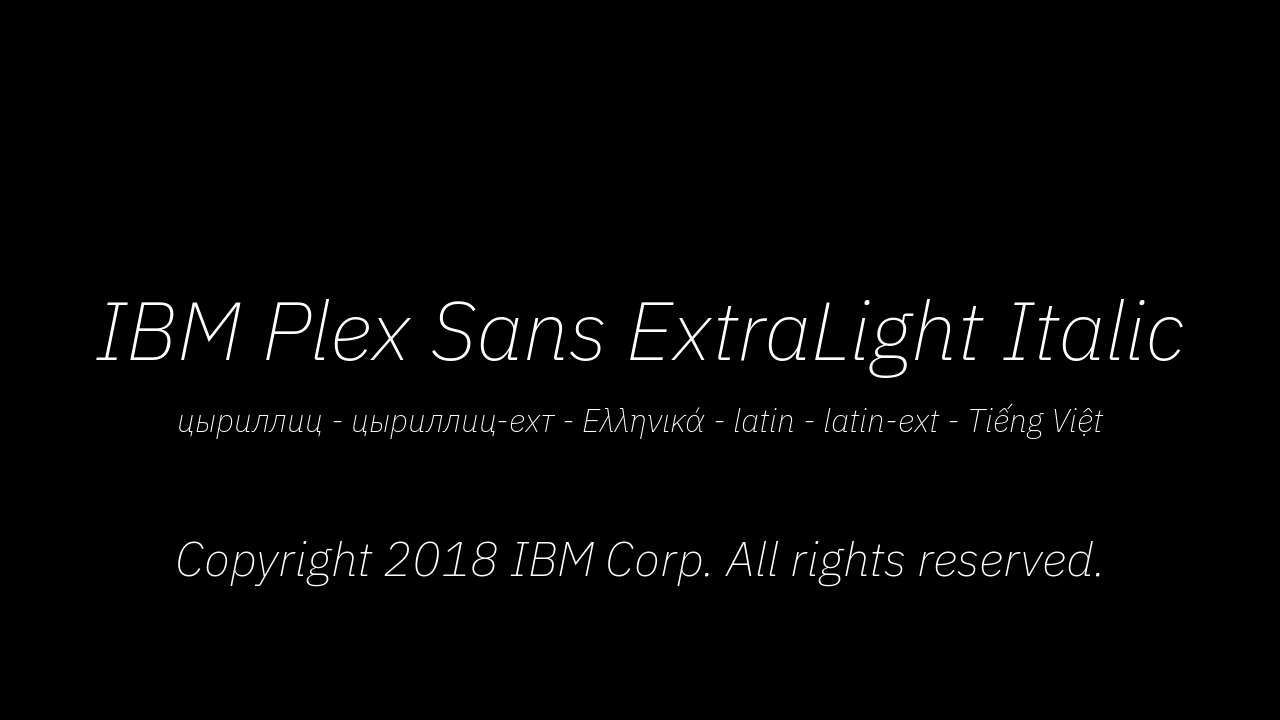 IBM Plex Sans ExtraLight Italic
цыриллиц - цыриллиц-ехт - Ελληνικά - latin - latin-ext - Tiếng Việt
Copyright 2018 IBM Corp. All rights reserved.